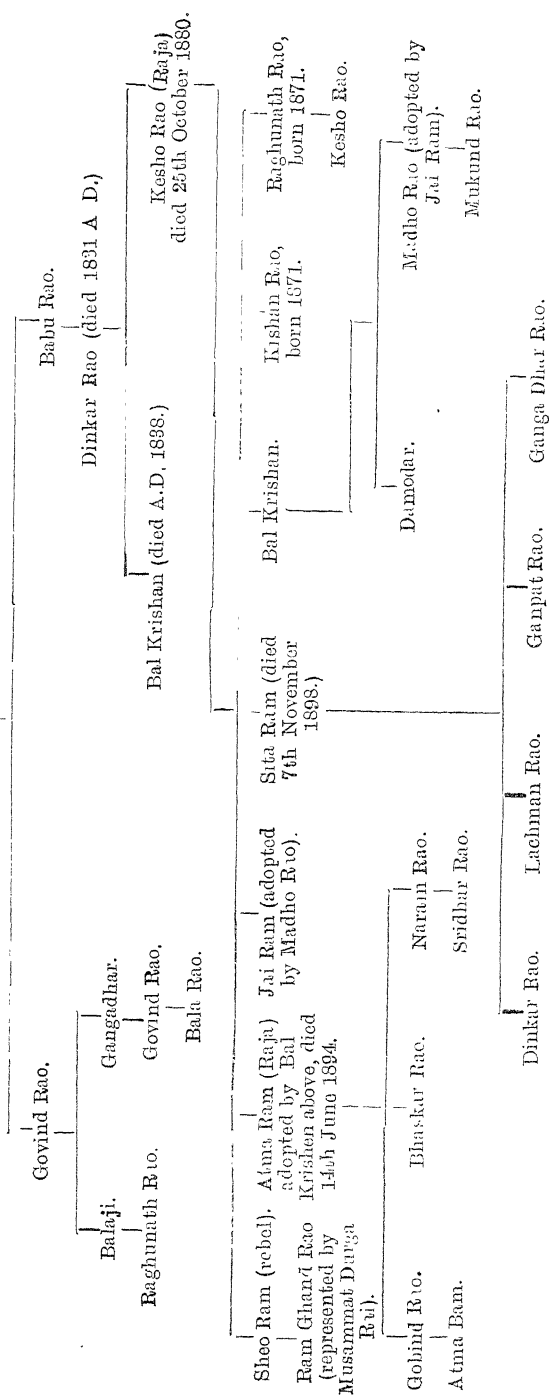 Govind Rao.
Babu Rao.
Dinkar Rao (died 1831 A D.)
Balaji.
Gangadhar.
Bal Krishan (died A.D. 1838.)
Kesho Rao (Raja)
died 25th October 1880.
Raghunath Rao.
Govind Rao.
Bala Rao.
Sheo Ram (rebel).
Atma Ram (Raja)
adopted by Bal
Krishen above, died
14th June 1894.
Jai Ram (adopted
by Madho Rao).
Sita Ram (died
7th November
1898.)
Bal Krishan.
Kishan Rao,
born 1871.
Raghunath Rao,
born 1871.
Ram Ghand Rao
(represented by
Musammat Durga
Kesho Rao.
Damodar.
Madho Rao (adopted by
Jai Ram).
Mukund Rao.
Gobind Rao.
Bhaskar Rao.
Narain Rao.
Atma Bam.
Sridhar Rao.
Dinkar Rao.
Lachman Rao.
Ganpat Rao.
Ganga Dhar Rao.